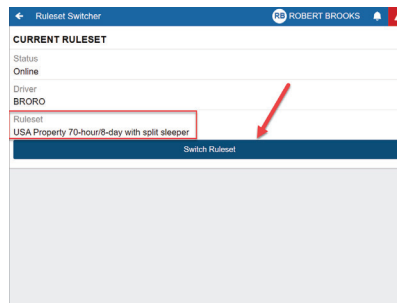 Ruleset Switcher
RB ROBERT BROOKS
CURRENT RULESET
Status
Online
Driver
BRORO
Ruleset
USA Property 70-hour/8-day with split sleeper
Switch Ruleset